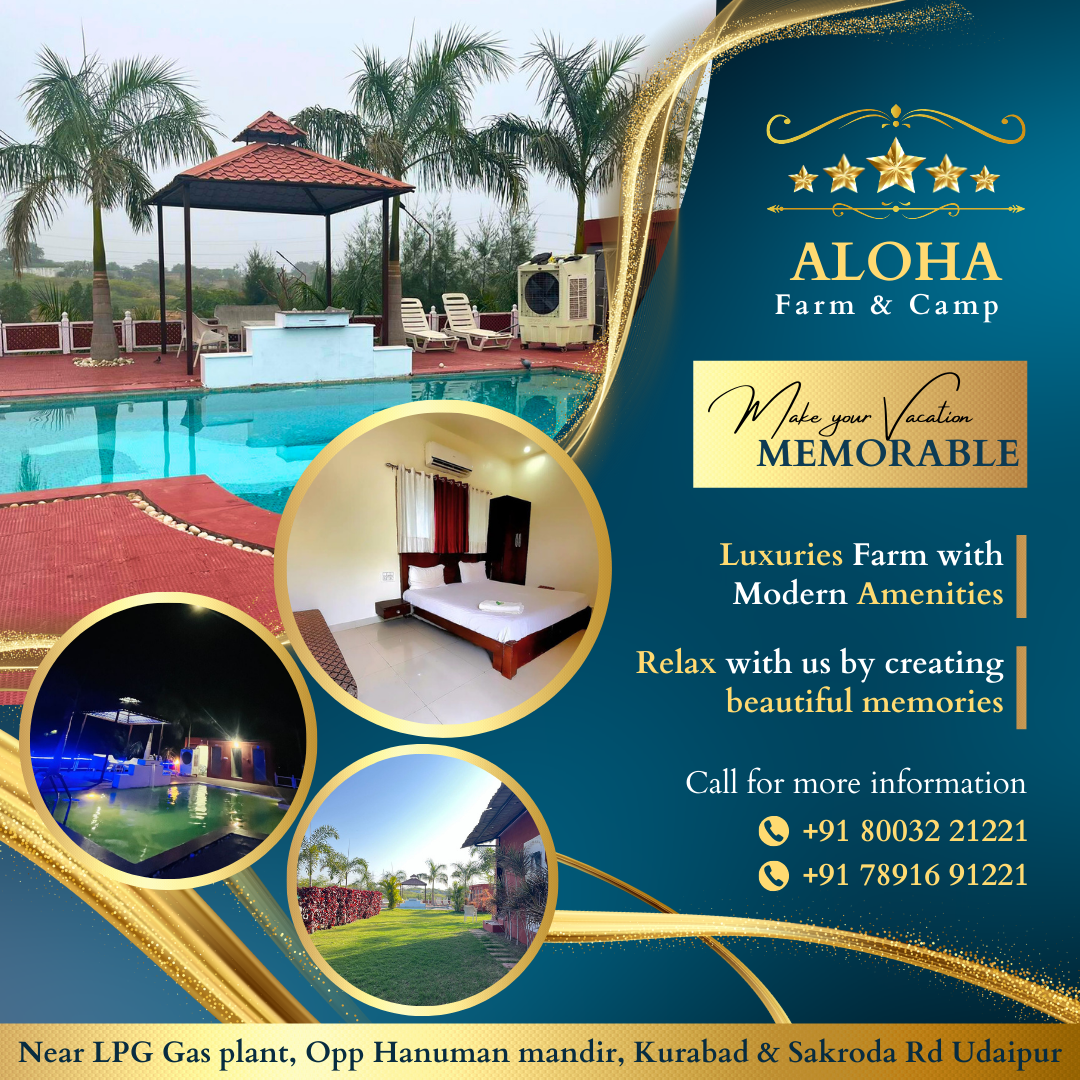 ALOHA
Farm & Camp
Make your Vacation
MEMORABLE
Luxuries Farm with
Modern Amenities
Relax with us by creating
beautiful memories
Call for more information
+91 80032 21221
+91 78916 91221
Near LPG Gas plant, Opp Hanuman mandir, Kurabad & Sakroda Rd Udaipur